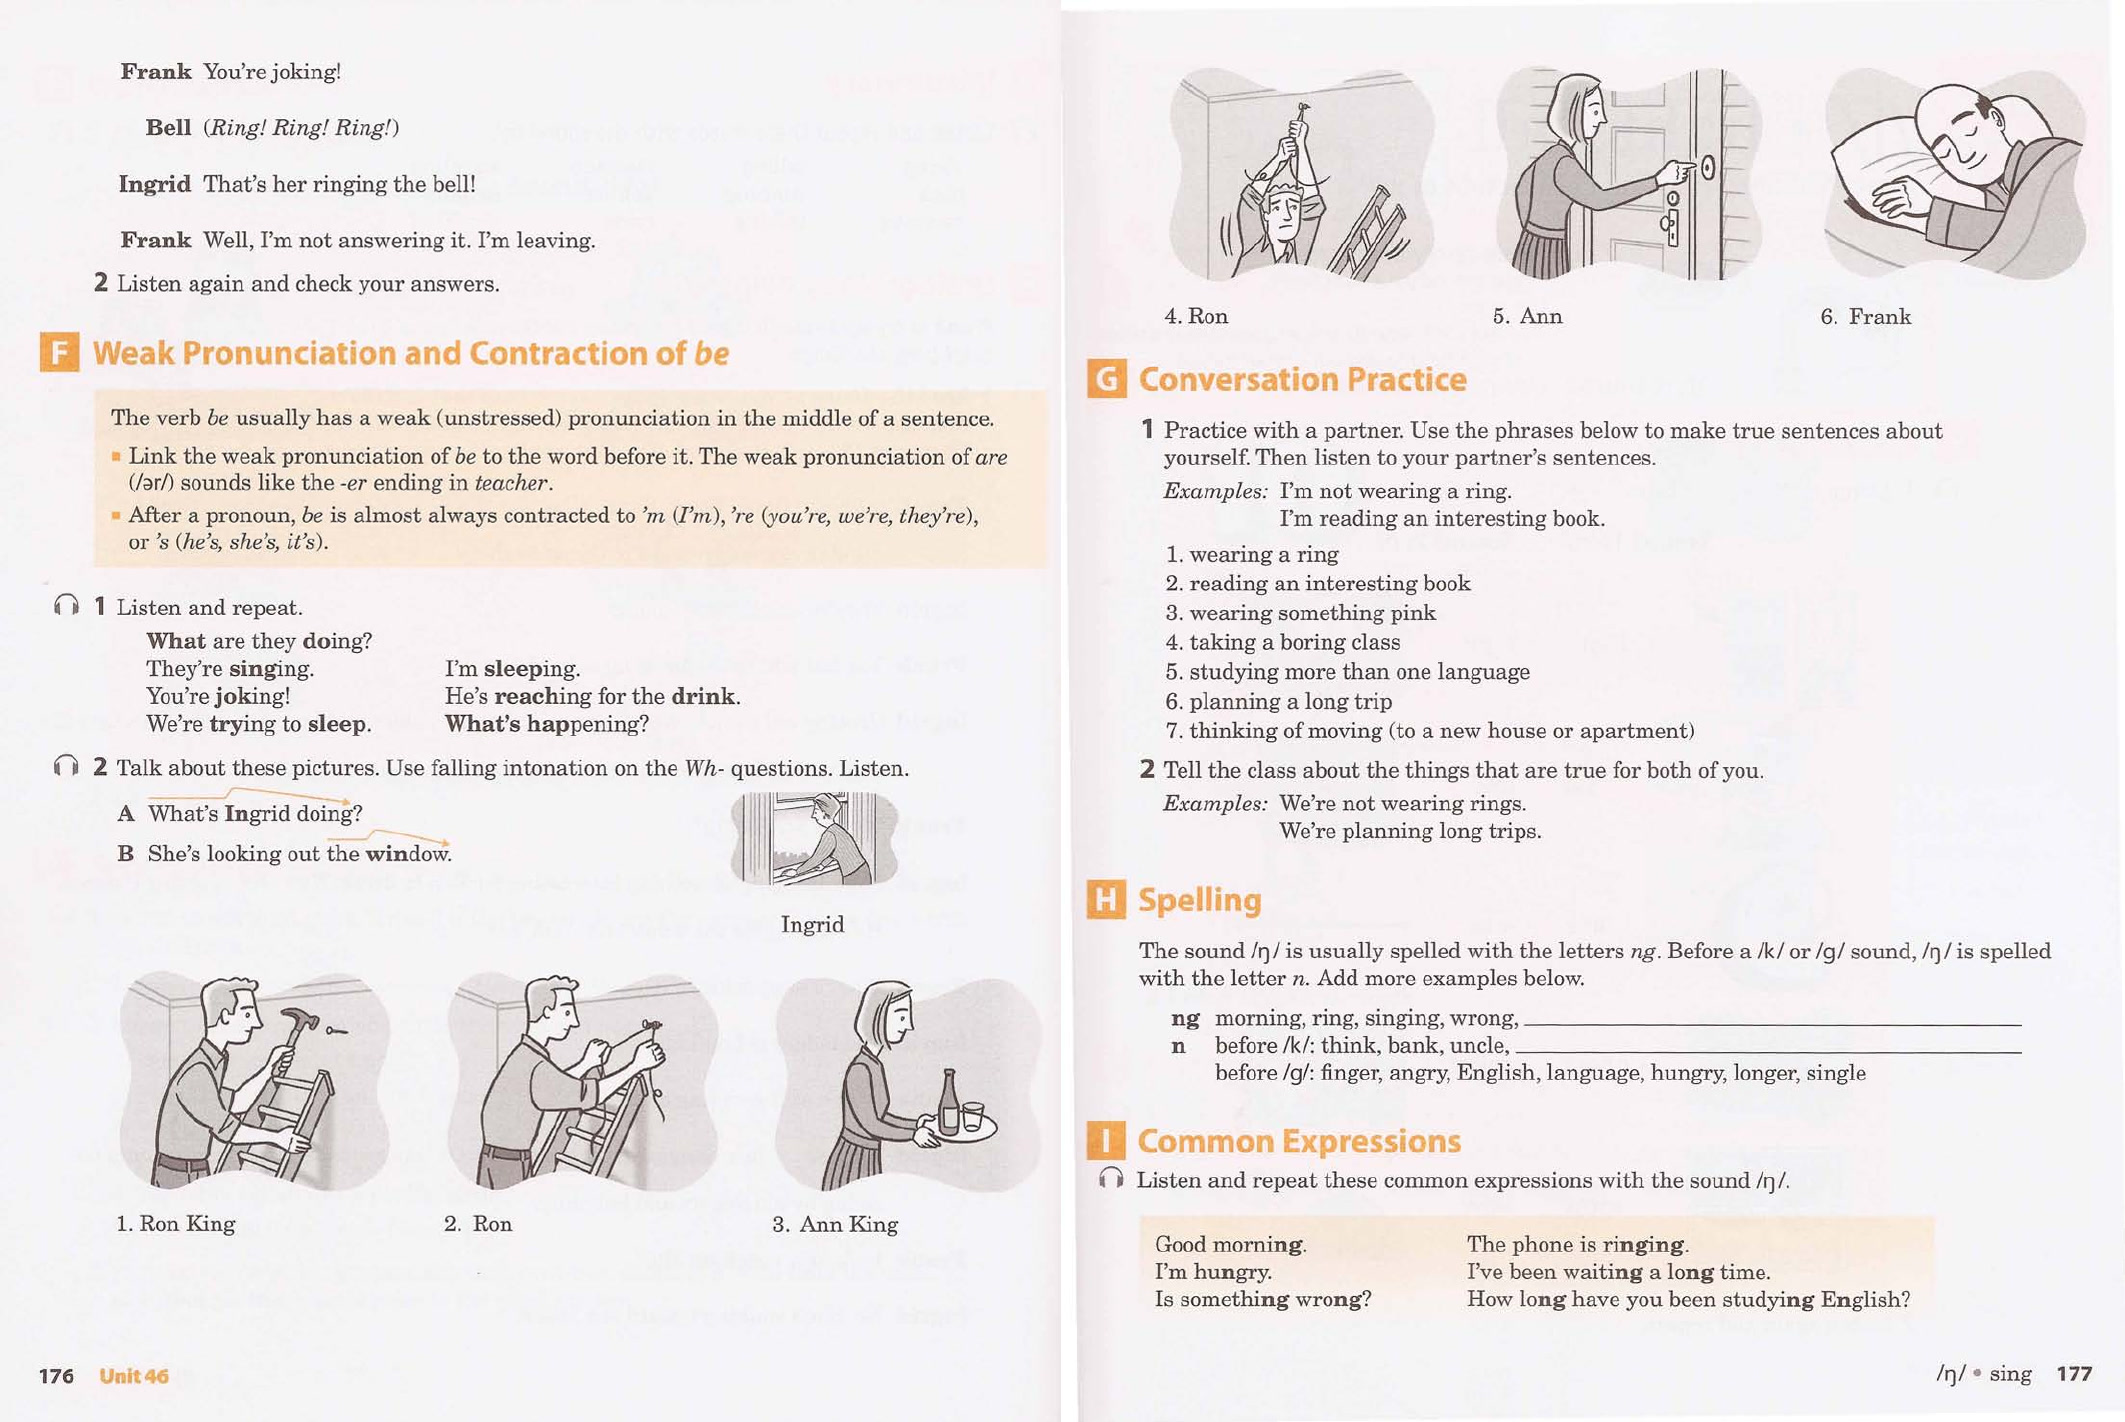 Frank You're joking!
Bell (Ring! Ring! Ring!)
Ingrid That's her ringing the bell!
Frank Well, I'm not answering it. I'm leaving.
2 Listen again and check your answers.
F Weak Pronunciation and Contraction of be
The verb be usually has a weak (unstressed) pronunciation in the middle of a sentence.
▪ Link the weak pronunciation of be to the word before it. The weak pronunciation of are
(/ər/) sounds like the -er ending in teacher.
▪ After a pronoun, be is almost always contracted to 'm (I'm), 're (you're, we're, they're),
or 's (he's, she's, it's).
1 Listen and repeat.
What are they doing?
They're singing. I'm sleeping.
You're joking! He's reaching for the drink.
We're trying to sleep. What's happening?
2 Talk about these pictures. Use falling intonation on the Wh- questions. Listen.
A What's Ingrid doing?
B She's looking out the window.
Ingrid
1. Ron King 2. Ron 3. Ann King
176 Unit 46
4. Ron 5. Ann 6. Frank
G Conversation Practice
1 Practice with a partner. Use the phrases below to make true sentences about
yourself. Then listen to your partner's sentences.
Examples: I'm not wearing a ring.
I'm reading an interesting book.
1. wearing a ring
2. reading an interesting book
3. wearing something pink
4. taking a boring class
5. studying more than one language
6. planning a long trip
7. thinking of moving (to a new house or apartment)
2 Tell the class about the things that are true for both of you.
Examples: We're not wearing rings.
We're planning long trips.
H Spelling
The sound /ŋ/ is usually spelled with the letters ng. Before a /k/ or /g/ sound, /ŋ/ is spelled
with the letter n. Add more examples below.
ng morning, ring, singing, wrong,
n before /k/: think, bank, uncle,
before /g/: finger, angry, English, language, hungry, longer, single
I Common Expressions
Listen and repeat these common expressions with the sound /ŋ/.
Good morning. The phone is ringing.
I'm hungry. I've been waiting a long time.
Is something wrong? How long have you been studying English?
/ŋ/ • sing 177